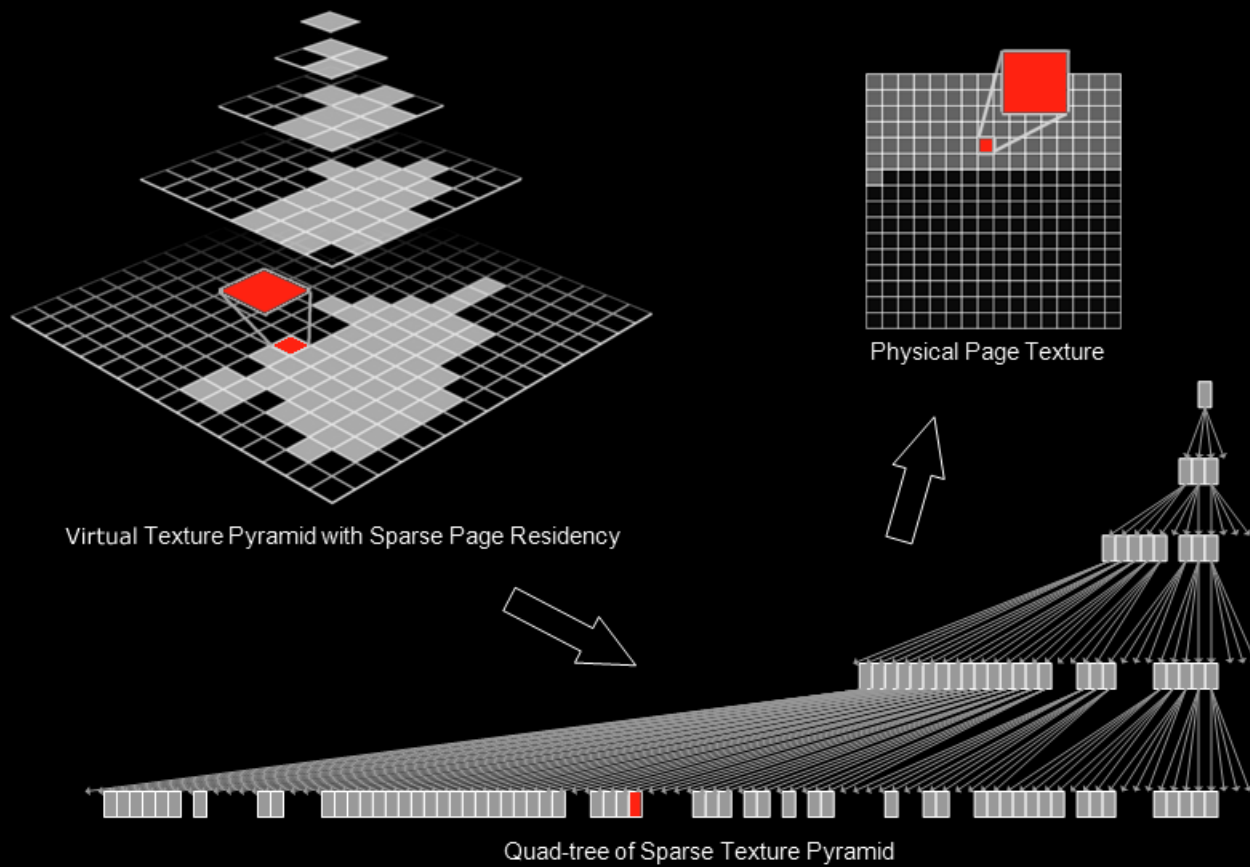 Physical Page Texture
Virtual Texture Pyramid with Sparse Page Residency
Quad-tree of Sparse Texture Pyramid